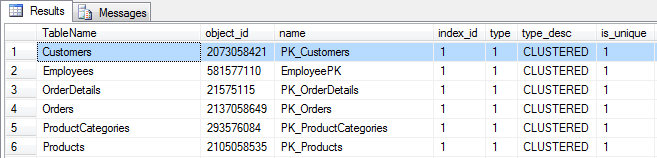 Results Messages
TableName object_id name index_id type type_desc is_unique
1 Customers 2073058421 PK_Customers 1 1 CLUSTERED 1
2 Employees 581577110 EmployeePK 1 1 CLUSTERED 1
3 OrderDetails 21575115 PK_OrderDetails 1 1 CLUSTERED 1
4 Orders 2137058649 PK_Orders 1 1 CLUSTERED 1
5 ProductCategories 293576084 PK_ProductCategories 1 1 CLUSTERED 1
6 Products 2105058535 PK_Products 1 1 CLUSTERED 1